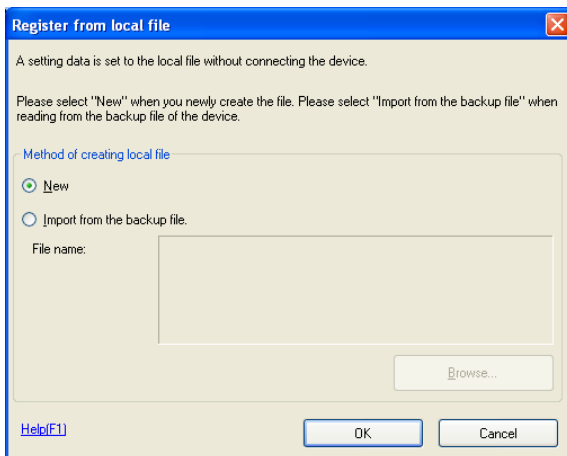 Register from local file
A setting data is set to the local file without connecting the device.
Please select "New" when you newly create the file. Please select "Import from the backup file" when
reading from the backup file of the device.
Method of creating local file
New
Import from the backup file.
File name:
Browse...
Help(F1)
OK
Cancel